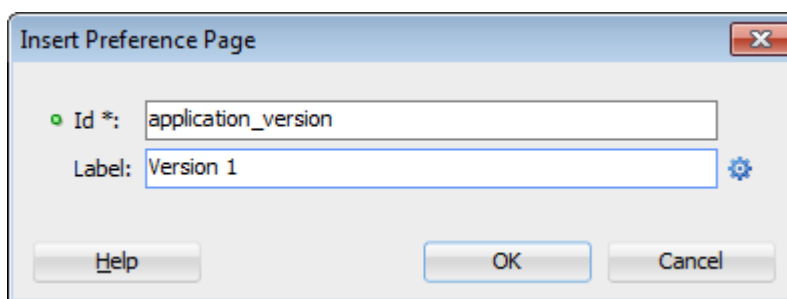 Insert Preference Page
Id *: application_version
Label: Version 1
Help OK Cancel